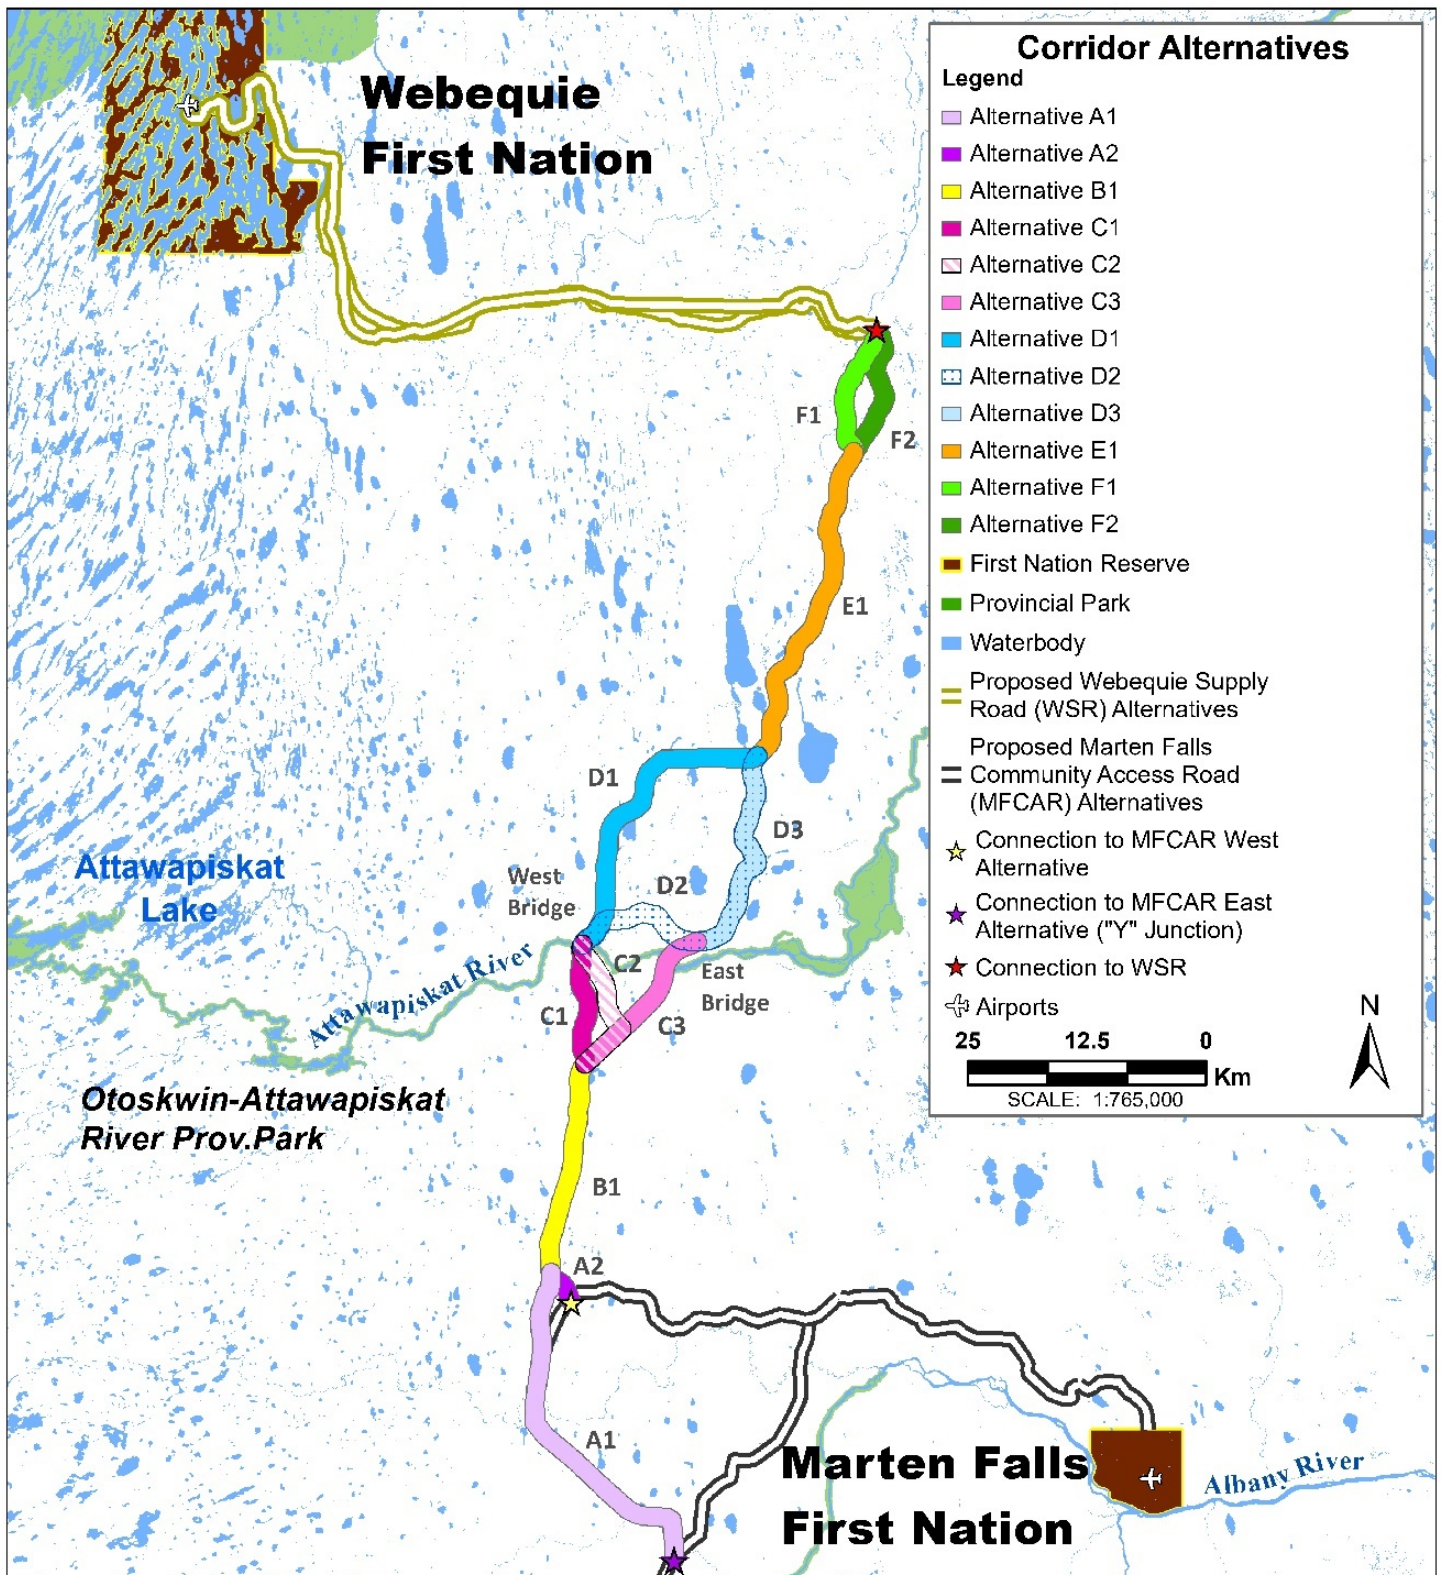 Webequie
First Nation
F1
F2
E1
D1
D3
D2
West
Bridge
Attawapiskat
Lake
Attawapiskat River
C2
East
Bridge
C1
C3
Otoskwin-Attawapiskat
River Prov.Park
B1
A2
A1
Marten Falls
First Nation
Albany River
Corridor Alternatives
Legend
Alternative A1
Alternative A2
Alternative B1
Alternative C1
Alternative C2
Alternative C3
Alternative D1
Alternative D2
Alternative D3
Alternative E1
Alternative F1
Alternative F2
First Nation Reserve
Provincial Park
Waterbody
Proposed Webequie Supply
Road (WSR) Alternatives
Proposed Marten Falls
Community Access Road
(MFCAR) Alternatives
Connection to MFCAR West
Alternative
Connection to MFCAR East
Alternative ("Y" Junction)
Connection to WSR
Airports
N
25 12.5 0
Km
SCALE: 1:765,000